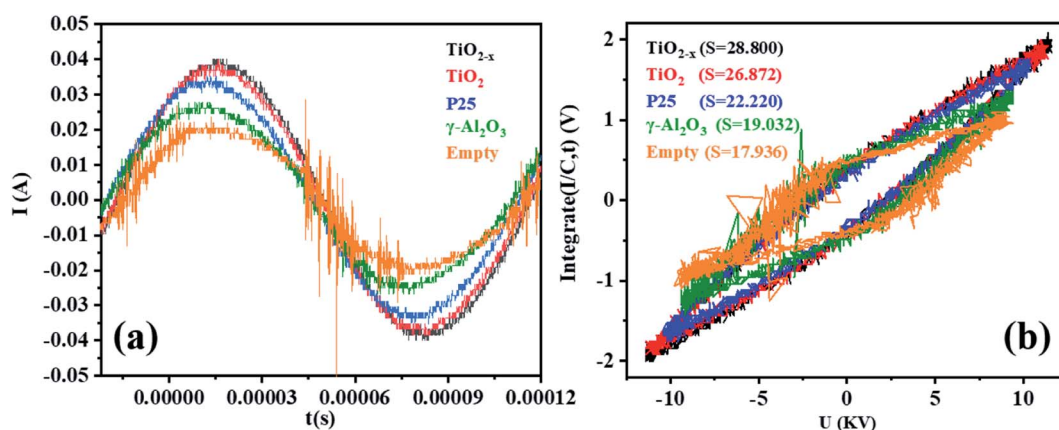 0.05
0.04
0.03
0.02
0.01
0.00
-0.01
-0.02
-0.03
-0.04
-0.05
I (A)
TiO₂₋ₓ
TiO₂
P25
γ-Al₂O₃
Empty
(a)
0.00000 0.00003 0.00006 0.00009 0.00012
t(s)
2
1
0
-1
-2
Integrate(I/C,t) (V)
TiO₂₋ₓ (S=28.800)
TiO₂ (S=26.872)
P25 (S=22.220)
γ-Al₂O₃ (S=19.032)
Empty (S=17.936)
(b)
-10 -5 0 5 10
U (KV)